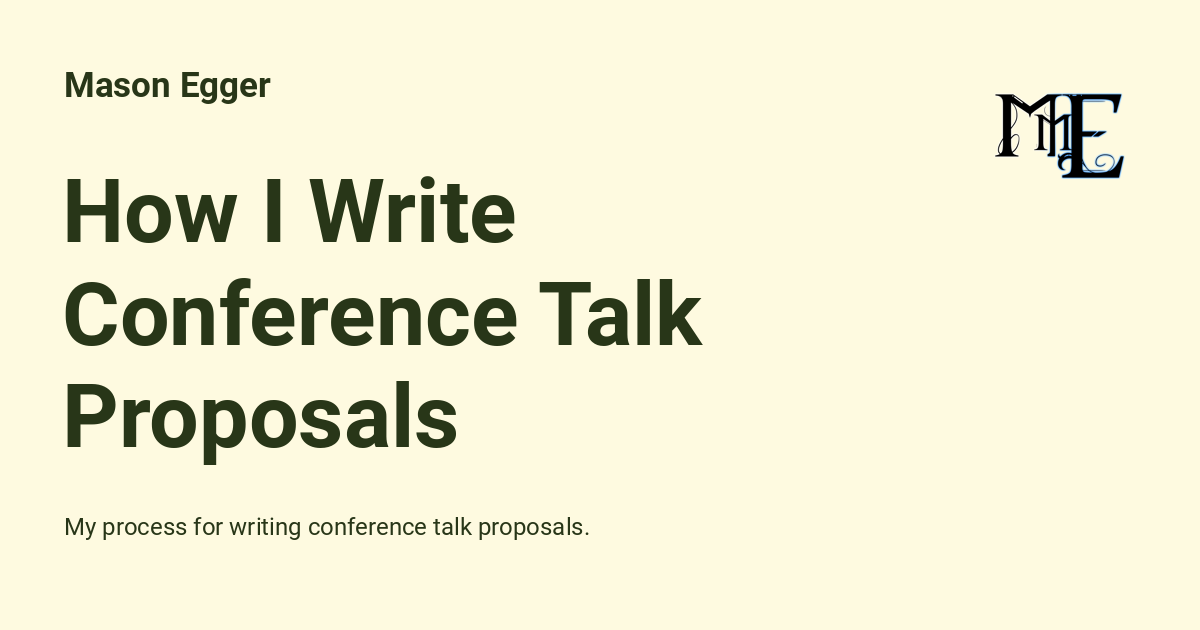 Mason Egger
MmE
How I Write
Conference Talk
Proposals
My process for writing conference talk proposals.